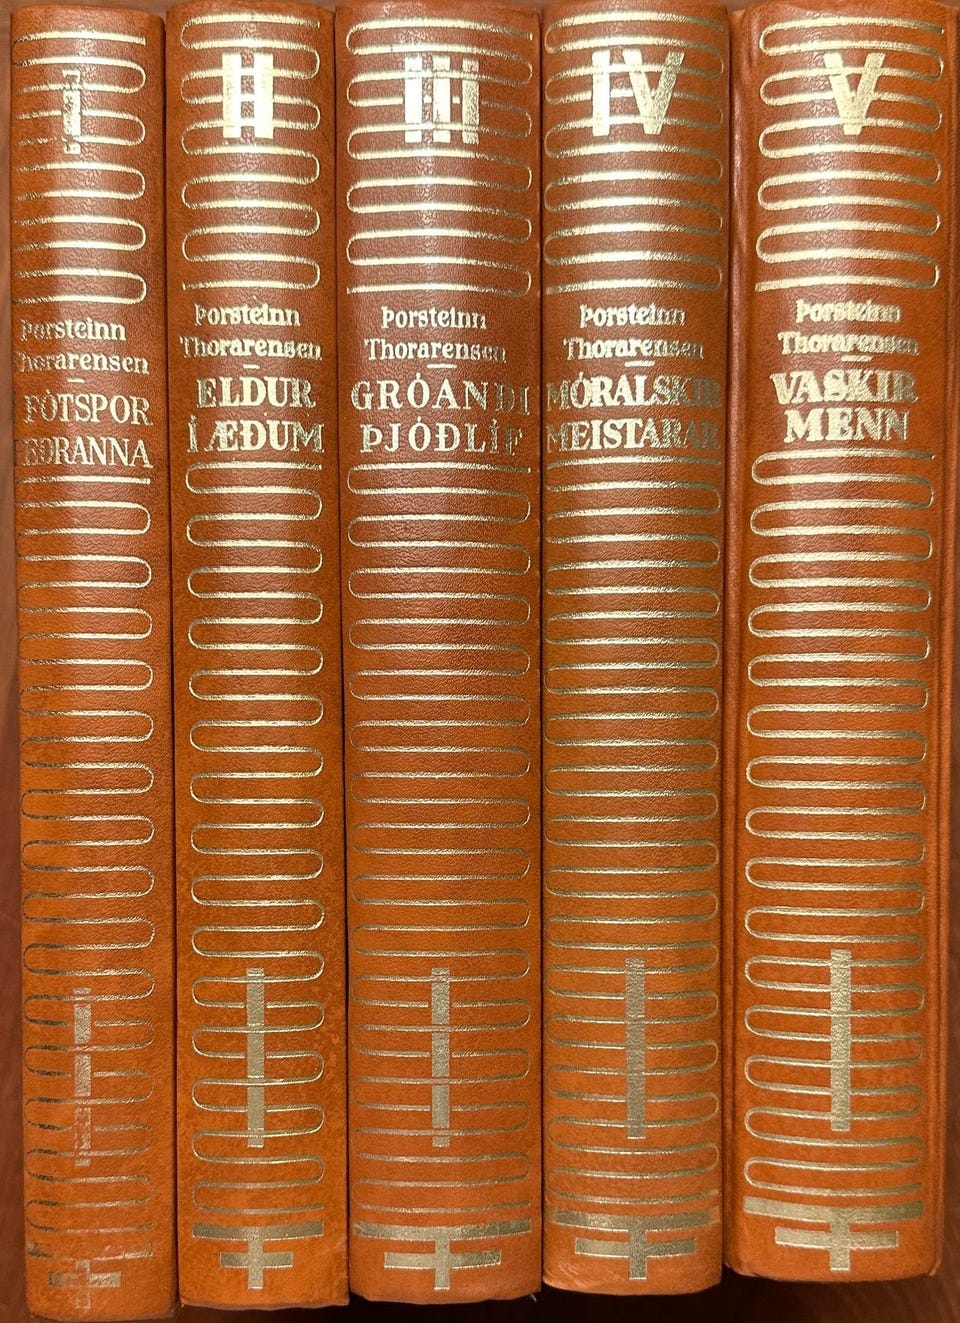 I
Þorsteinn
Thorarensen
FÓTSPOR
FEÐRANNA
II
Þorsteinn
Thorarensen
ELDUR
Í ÆÐUM
III
Þorsteinn
Thorarensen
GRÓANDI
ÞJÓÐLÍF
IV
Þorsteinn
Thorarensen
MÓRALSKIR
MEISTARAR
V
Þorsteinn
Thorarensen
VASKIR
MENN